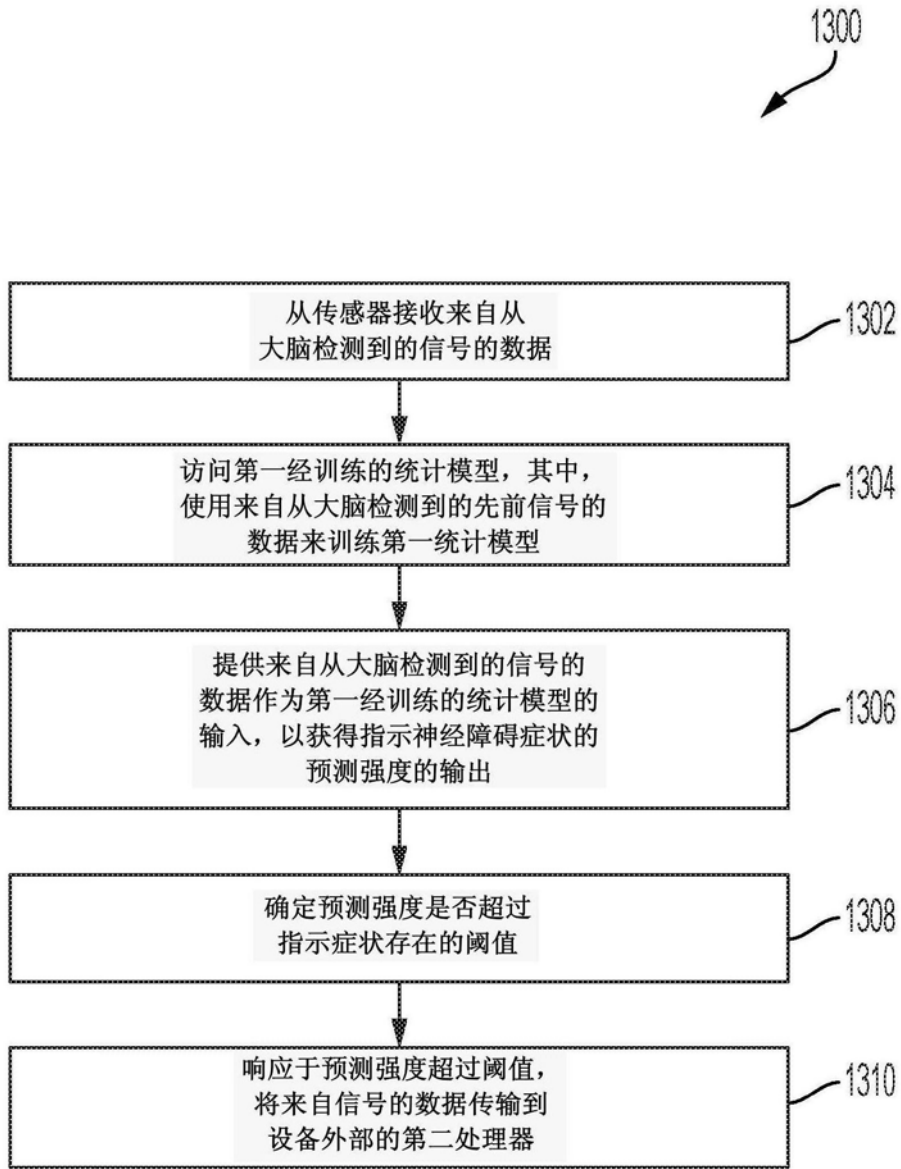 1300
从传感器接收来自从
大脑检测到的信号的数据
1302
访问第一经训练的统计模型，其中，
使用来自从大脑检测到的先前信号的
数据来训练第一统计模型
1304
提供来自从大脑检测到的信号的
数据作为第一经训练的统计模型的
输入，以获得指示神经障碍症状的
预测强度的输出
1306
确定预测强度是否超过
指示症状存在的阈值
1308
响应于预测强度超过阈值，
将来自信号的数据传输到
设备外部的第二处理器
1310